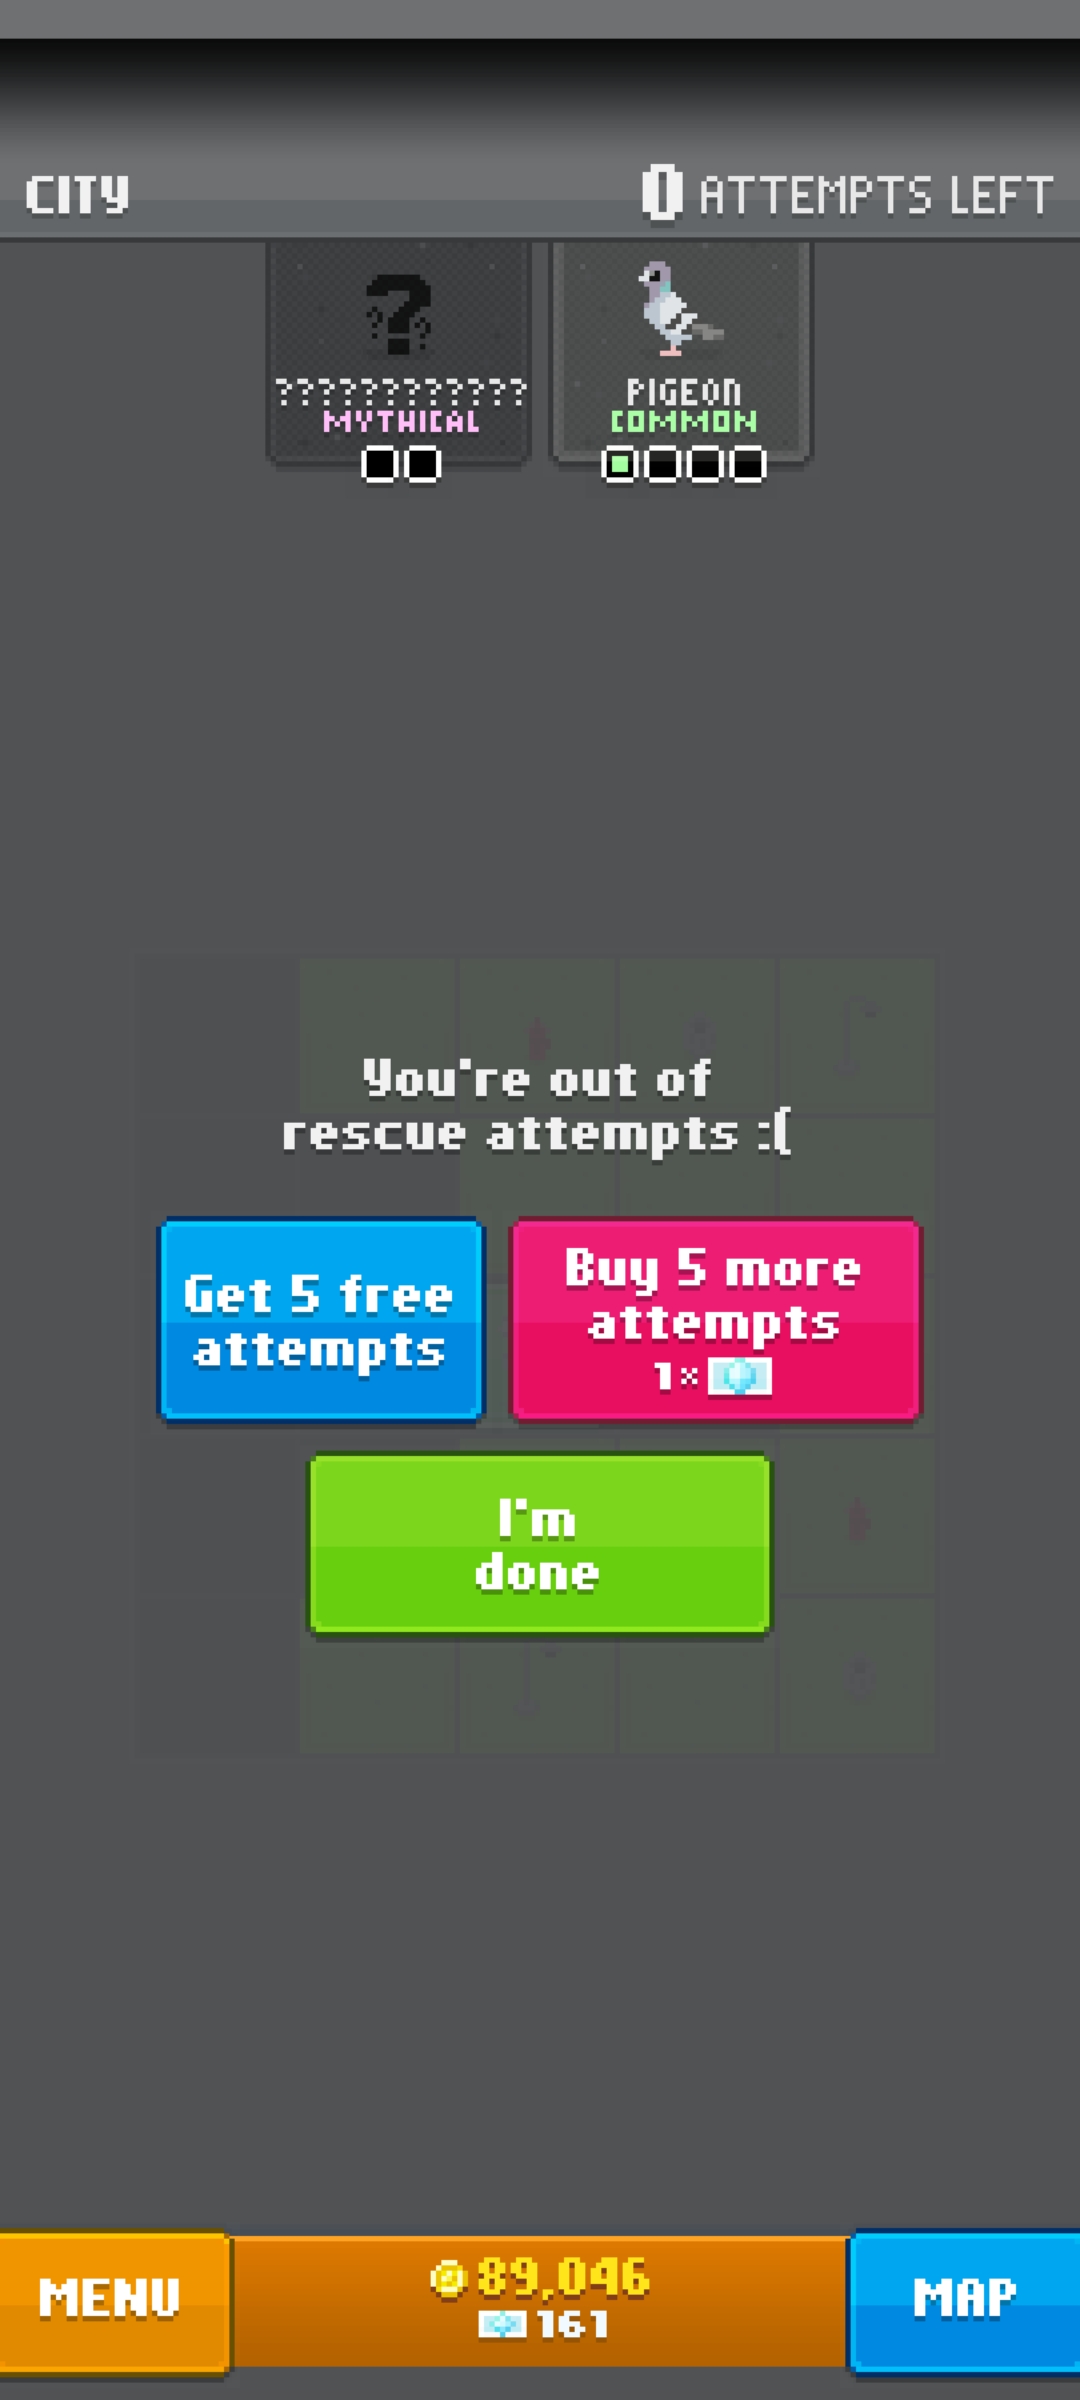 CITY
0 ATTEMPTS LEFT
?
????????????
MYTHICAL
PIGEON
COMMON
You're out of
rescue attempts :(
Get 5 free
attempts
Buy 5 more
attempts
1×
I'm
done
MENU
89,046
161
MAP